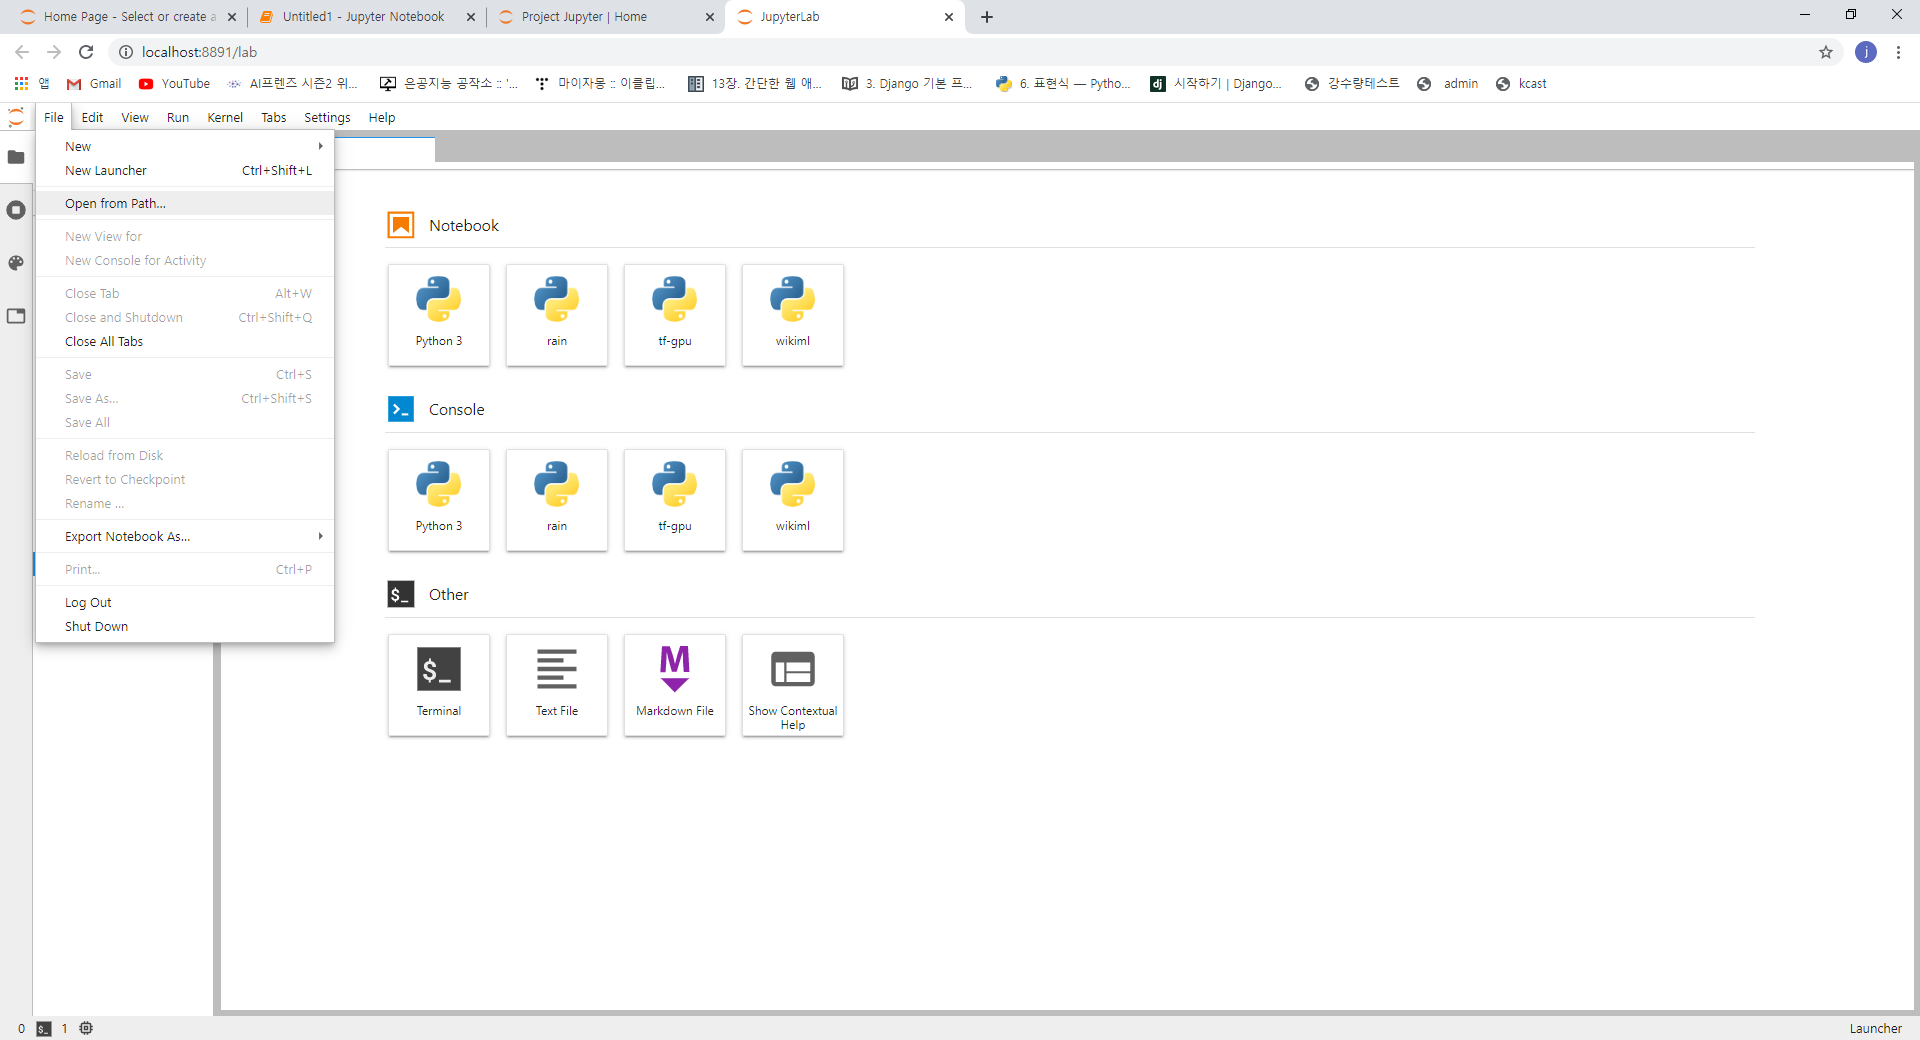 Home Page - Select or create a
Untitled1 - Jupyter Notebook
Project Jupyter | Home
JupyterLab
localhost:8891/lab
j
앱
Gmail
YouTube
AI프렌즈 시즌2 위...
은공지능 공작소 :: '...
마이자몽 :: 이클립...
13장. 간단한 웹 애...
3. Django 기본 프...
6. 표현식 — Pytho...
dj
시작하기 | Django...
강수량테스트
admin
kcast
File
Edit
View
Run
Kernel
Tabs
Settings
Help
New
New Launcher Ctrl+Shift+L
Open from Path...
New View for
New Console for Activity
Close Tab Alt+W
Close and Shutdown Ctrl+Shift+Q
Close All Tabs
Save Ctrl+S
Save As... Ctrl+Shift+S
Save All
Reload from Disk
Revert to Checkpoint
Rename ...
Export Notebook As...
Print... Ctrl+P
Log Out
Shut Down
Notebook
Python 3
rain
tf-gpu
wikiml
Console
Python 3
rain
tf-gpu
wikiml
$_ Other
$_
Terminal
Text File
M
Markdown File
Show Contextual
Help
0 $_ 1
Launcher